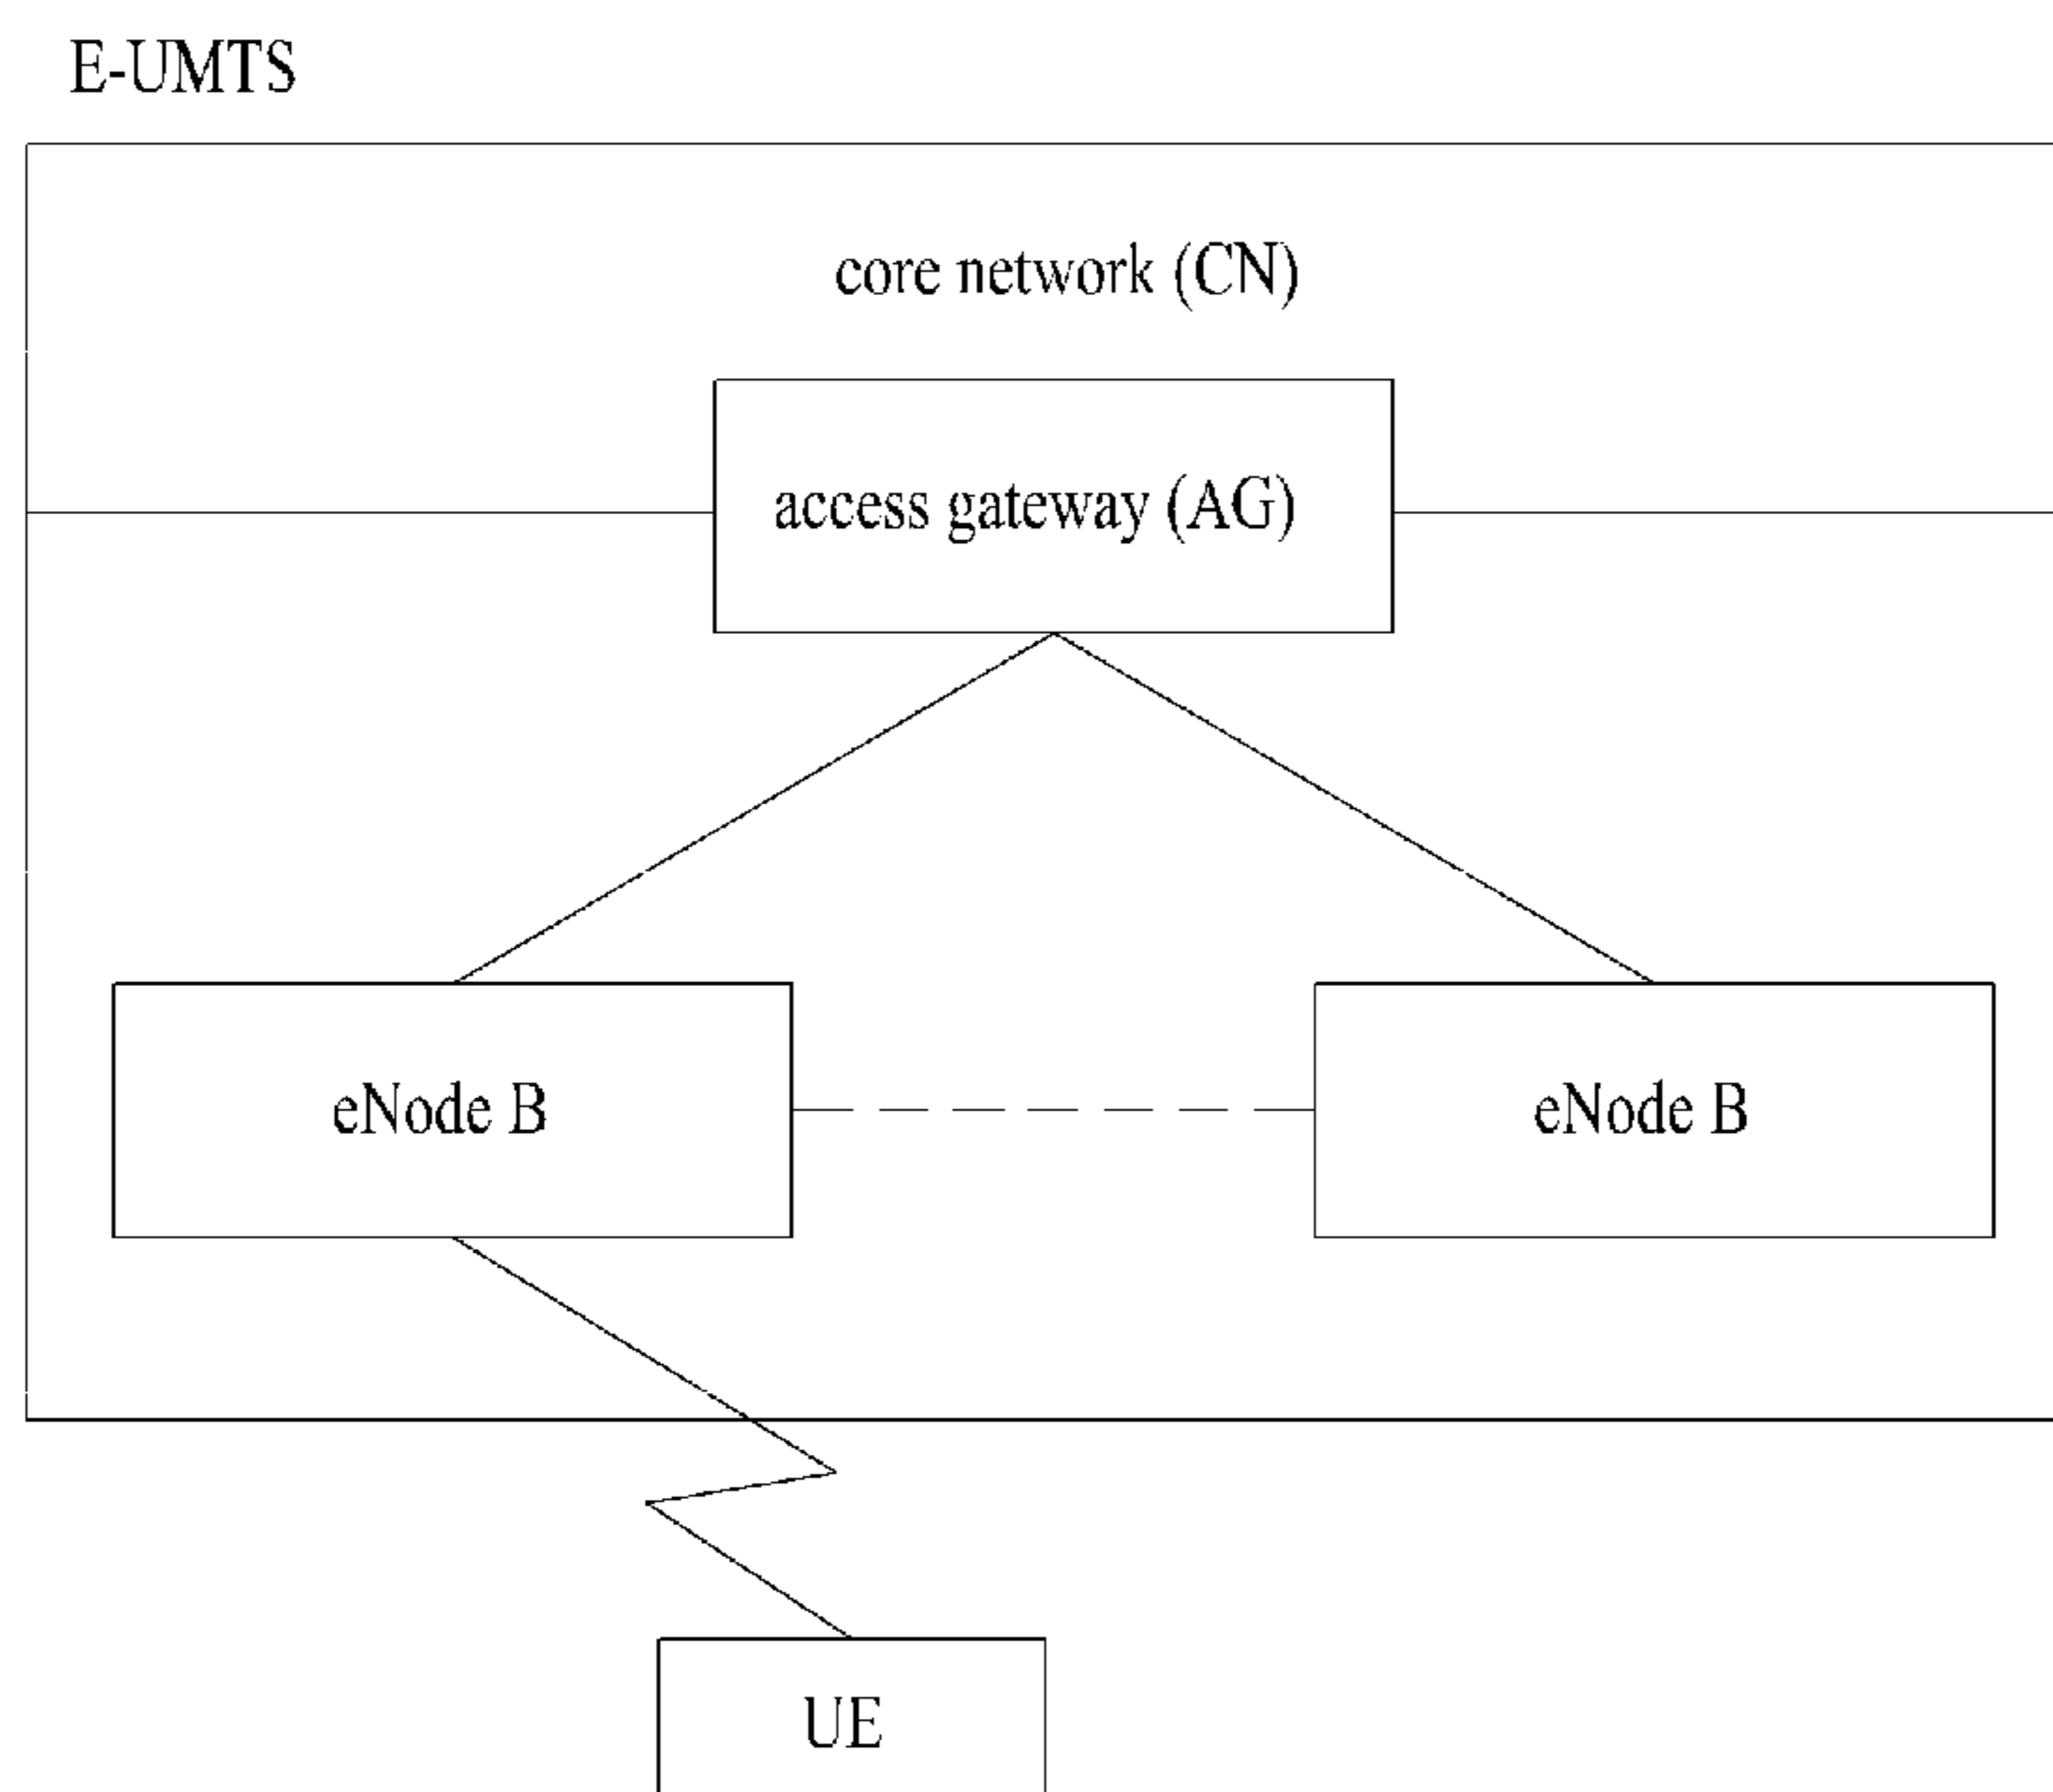 E-UMTS
core network (CN)
access gateway (AG)
eNode B
eNode B
UE